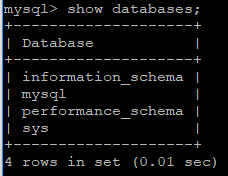 mysql> show databases;
+--------------------+
| Database           |
+--------------------+
| information_schema |
| mysql              |
| performance_schema |
| sys                |
+--------------------+
4 rows in set (0.01 sec)